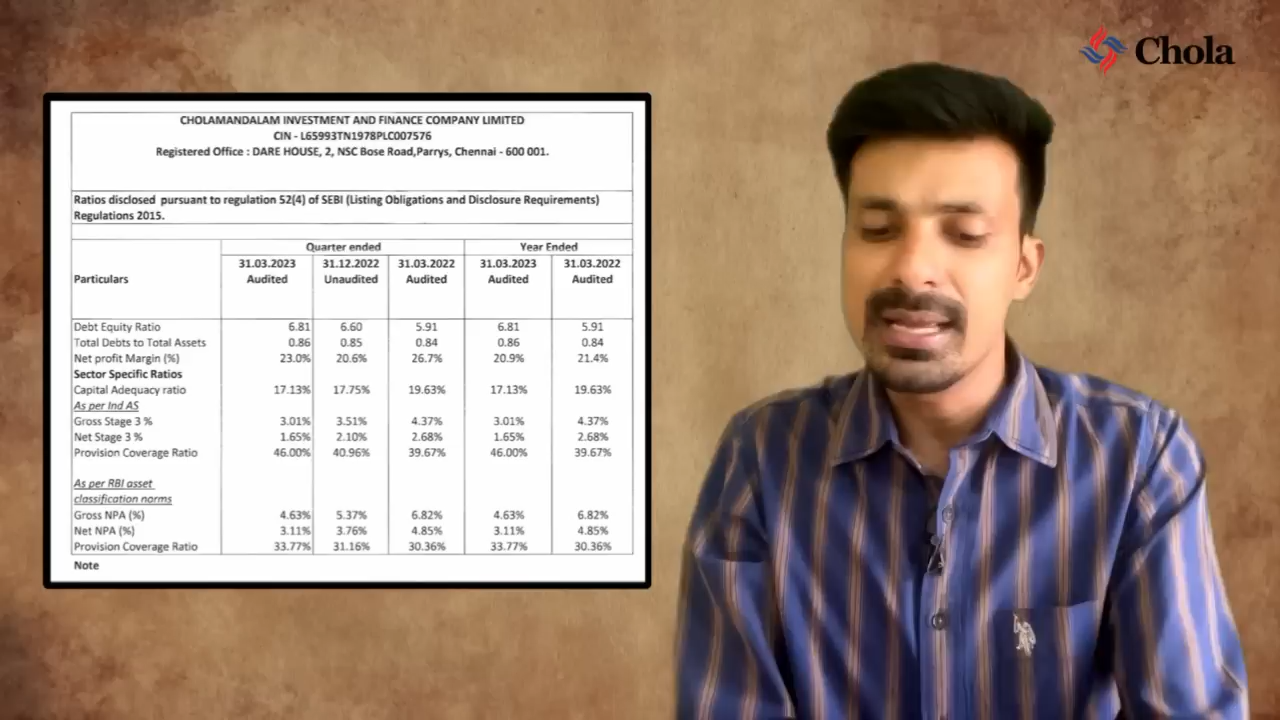 Chola
CHOLAMANDALAM INVESTMENT AND FINANCE COMPANY LIMITED
CIN - L65993TN1978PLC007576
Registered Office : DARE HOUSE, 2, NSC Bose Road,Parrys, Chennai - 600 001.
Ratios disclosed pursuant to regulation 52(4) of SEBI (Listing Obligations and Disclosure Requirements)
Regulations 2015.
Quarter ended Year Ended
31.03.2023 31.12.2022 31.03.2022 31.03.2023 31.03.2022
Particulars Audited Unaudited Audited Audited Audited
Debt Equity Ratio 6.81 6.60 5.91 6.81 5.91
Total Debts to Total Assets 0.86 0.85 0.84 0.86 0.84
Net profit Margin (%) 23.0% 20.6% 26.7% 20.9% 21.4%
Sector Specific Ratios
Capital Adequacy ratio 17.13% 17.75% 19.63% 17.13% 19.63%
As per Ind AS
Gross Stage 3 % 3.01% 3.51% 4.37% 3.01% 4.37%
Net Stage 3 % 1.65% 2.10% 2.68% 1.65% 2.68%
Provision Coverage Ratio 46.00% 40.96% 39.67% 46.00% 39.67%
As per RBI asset
classification norms
Gross NPA (%) 4.63% 5.37% 6.82% 4.63% 6.82%
Net NPA (%) 3.11% 3.76% 4.85% 3.11% 4.85%
Provision Coverage Ratio 33.77% 31.16% 30.36% 33.77% 30.36%
Note